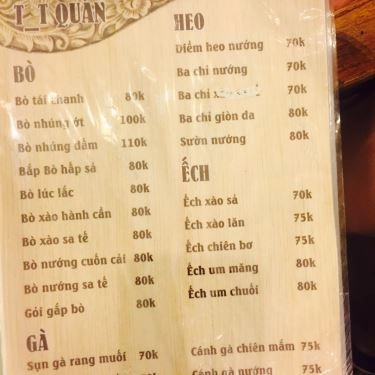 T_T QUÁN
BÒ
Bò tái chanh 80k
Bò nhúng ớt 100k
Bò nhúng dấm 110k
Bắp Bò hấp sả 80k
Bò lúc lắc 80k
Bò xào hành cần 80k
Bò xào sa tế 80k
Bò nướng cuốn cải 80k
Bò nướng sa tế 80k
Gỏi gấp bò 80k
GÀ
Sụn gà rang muối 70k
HEO
Diềm heo nướng 70k
Ba chỉ nướng 70k
Ba chỉ 80k
Ba chỉ giòn da 80k
Sườn nướng 80k
ẾCH
Ếch xào sả 70k
Ếch xào lăn 75k
Ếch chiên bơ 75k
Ếch um măng 80k
Ếch um chuối 80k
Cánh gà chiên mắm 75k
Cánh gà nướng 75k